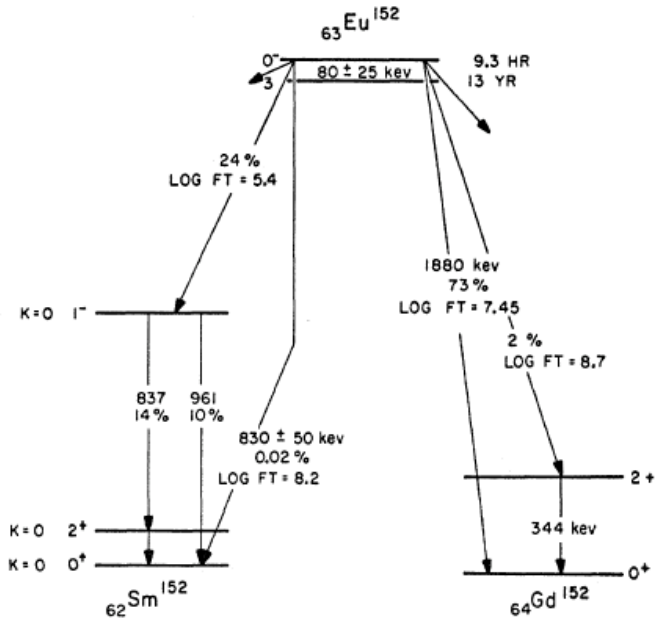 63Eu152
0-
80 ± 25 kev
9.3 HR
3
13 YR
24%
LOG FT = 5.4
1880 kev
73%
LOG FT = 7.45
K=0 1-
2 %
LOG FT = 8.7
837
14%
961
10%
830 ± 50 kev
0.02 %
LOG FT = 8.2
2+
K=0 2+
344 kev
K=0 0+
0+
62Sm152
64Gd152